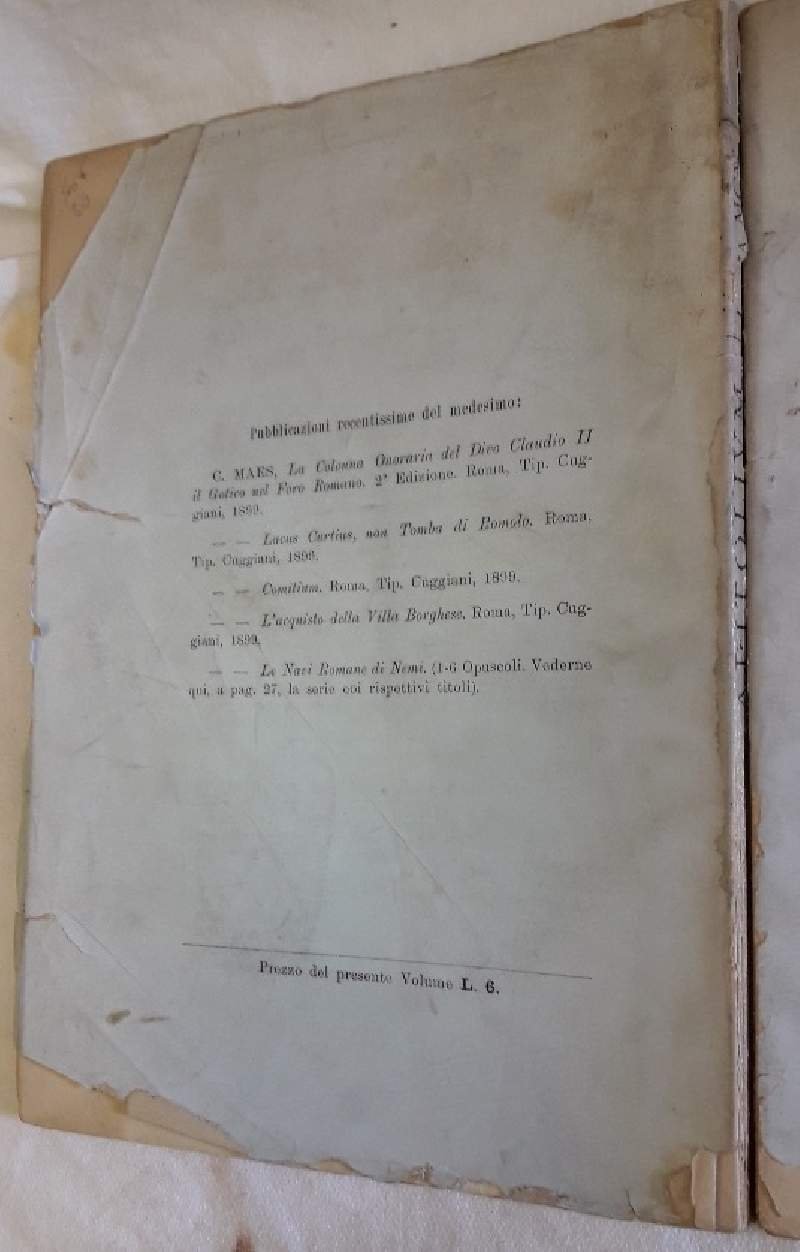 Pubblicazioni recentissime del medesimo:
C. MAES, La Colonna Onoraria del Divo Claudio II
il Gotico nel Foro Romano. 2ª Edizione. Roma, Tip. Cug-
giani, 1899.
— — Lacus Curtius, non Tomba di Romolo. Roma,
Tip. Cuggiani, 1899.
— — Comitium. Roma, Tip. Cuggiani, 1899.
— — L'acquisto della Villa Borghese. Roma, Tip. Cug-
giani, 1899.
— — Le Navi Romane di Nemi. (1-6 Opuscoli. Vederne
qui, a pag. 27, la serie coi rispettivi titoli).
Prezzo del presente Volume L. 6.